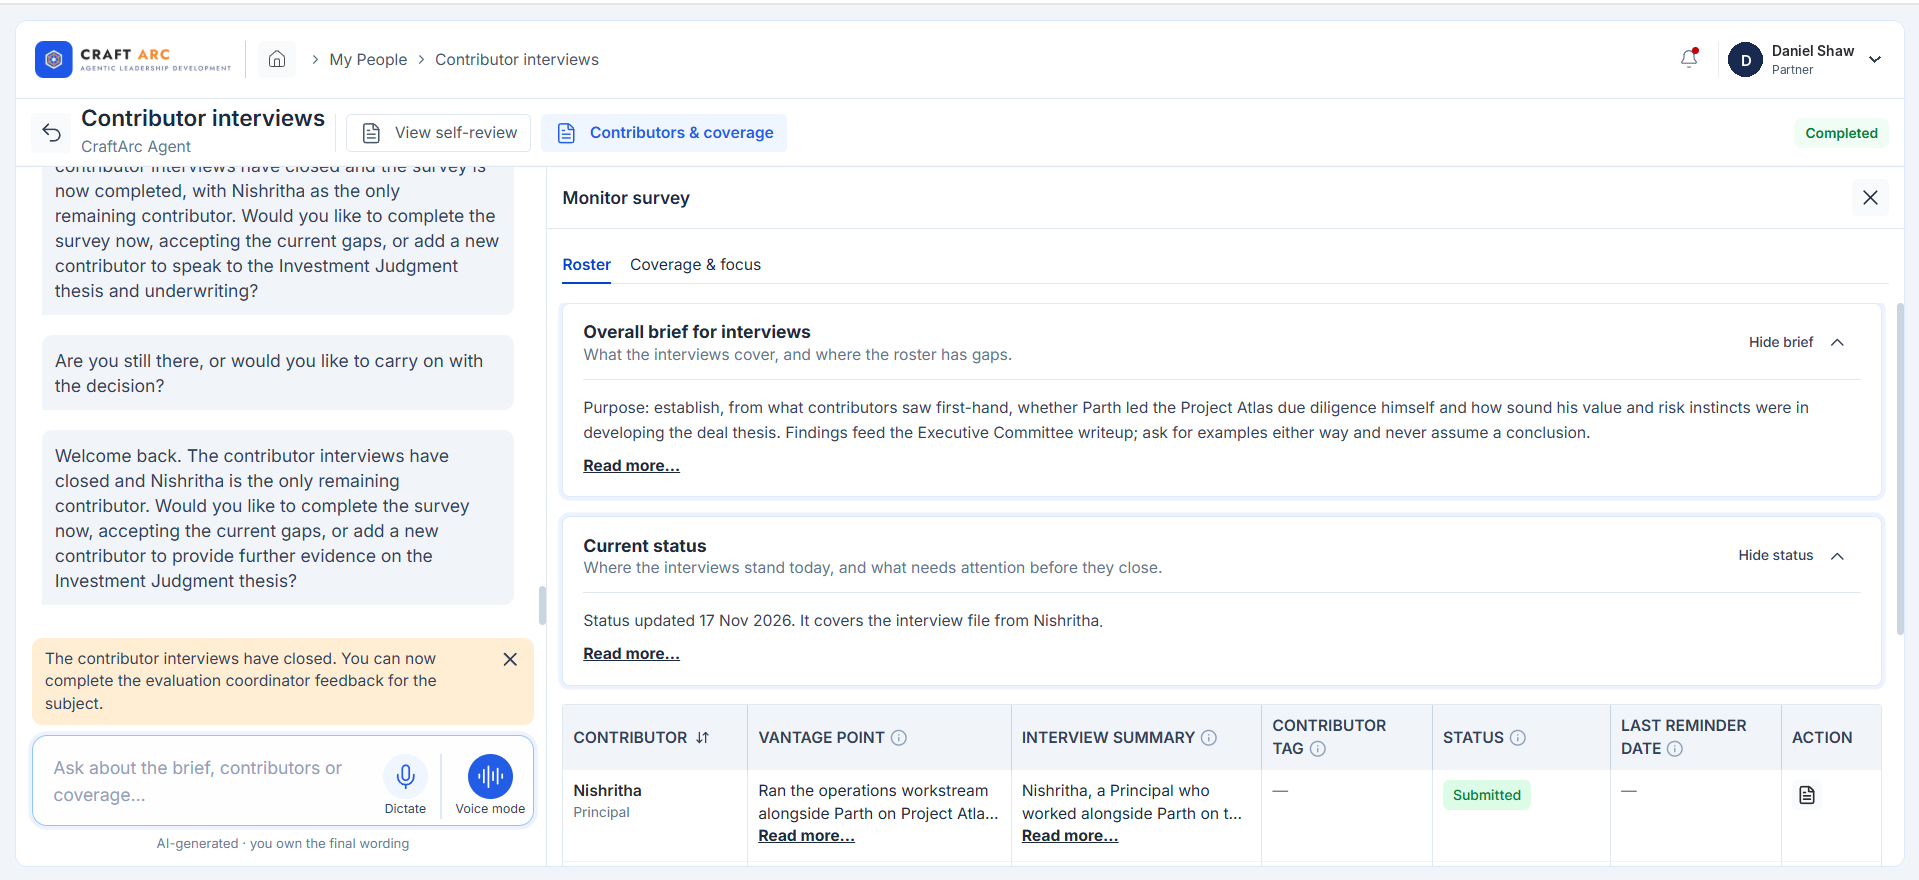 CRAFT ARC
AGENTIC LEADERSHIP DEVELOPMENT
My People
Contributor interviews
D
Daniel Shaw
Partner
Contributor interviews
CraftArc Agent
View self-review
Contributors & coverage
Completed
contributor interviews have closed and the survey is
now completed, with Nishritha as the only
remaining contributor. Would you like to complete the
survey now, accepting the current gaps, or add a new
contributor to speak to the Investment Judgment
thesis and underwriting?
Are you still there, or would you like to carry on with
the decision?
Welcome back. The contributor interviews have
closed and Nishritha is the only remaining
contributor. Would you like to complete the survey
now, accepting the current gaps, or add a new
contributor to provide further evidence on the
Investment Judgment thesis?
The contributor interviews have closed. You can now
complete the evaluation coordinator feedback for the
subject.
Ask about the brief, contributors or
coverage...
Dictate
Voice mode
AI-generated · you own the final wording
Monitor survey
Roster
Coverage & focus
Overall brief for interviews
What the interviews cover, and where the roster has gaps.
Hide brief
Purpose: establish, from what contributors saw first-hand, whether Parth led the Project Atlas due diligence himself and how sound his value and risk instincts were in
developing the deal thesis. Findings feed the Executive Committee writeup; ask for examples either way and never assume a conclusion.
Read more...
Current status
Where the interviews stand today, and what needs attention before they close.
Hide status
Status updated 17 Nov 2026. It covers the interview file from Nishritha.
Read more...
CONTRIBUTOR
VANTAGE POINT
INTERVIEW SUMMARY
CONTRIBUTOR
TAG
STATUS
LAST REMINDER
DATE
ACTION
Nishritha
Principal
Ran the operations workstream
alongside Parth on Project Atla...
Read more...
Nishritha, a Principal who
worked alongside Parth on t...
Read more...
—
Submitted
—